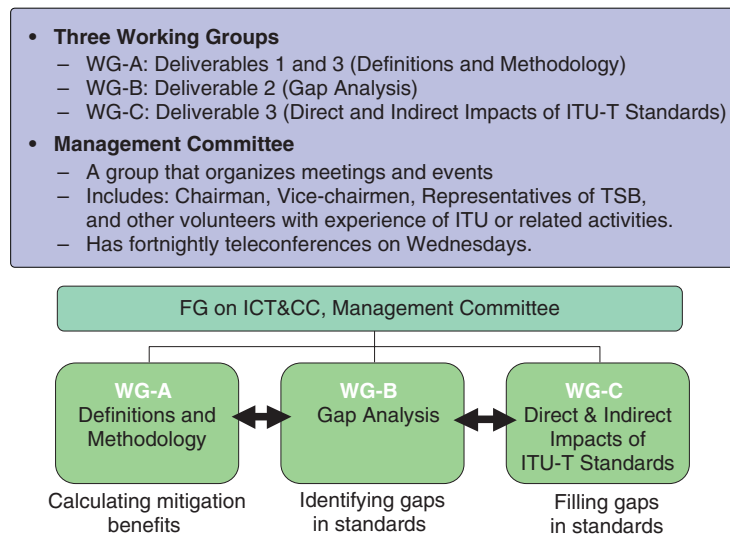 • Three Working Groups
– WG-A: Deliverables 1 and 3 (Definitions and Methodology)
– WG-B: Deliverable 2 (Gap Analysis)
– WG-C: Deliverable 3 (Direct and Indirect Impacts of ITU-T Standards)
• Management Committee
– A group that organizes meetings and events
– Includes: Chairman, Vice-chairmen, Representatives of TSB,
and other volunteers with experience of ITU or related activities.
– Has fortnightly teleconferences on Wednesdays.
FG on ICT&CC, Management Committee
WG-A
Definitions and
Methodology
WG-B
Gap Analysis
WG-C
Direct & Indirect
Impacts of
ITU-T Standards
Calculating mitigation
benefits
Identifying gaps
in standards
Filling gaps
in standards